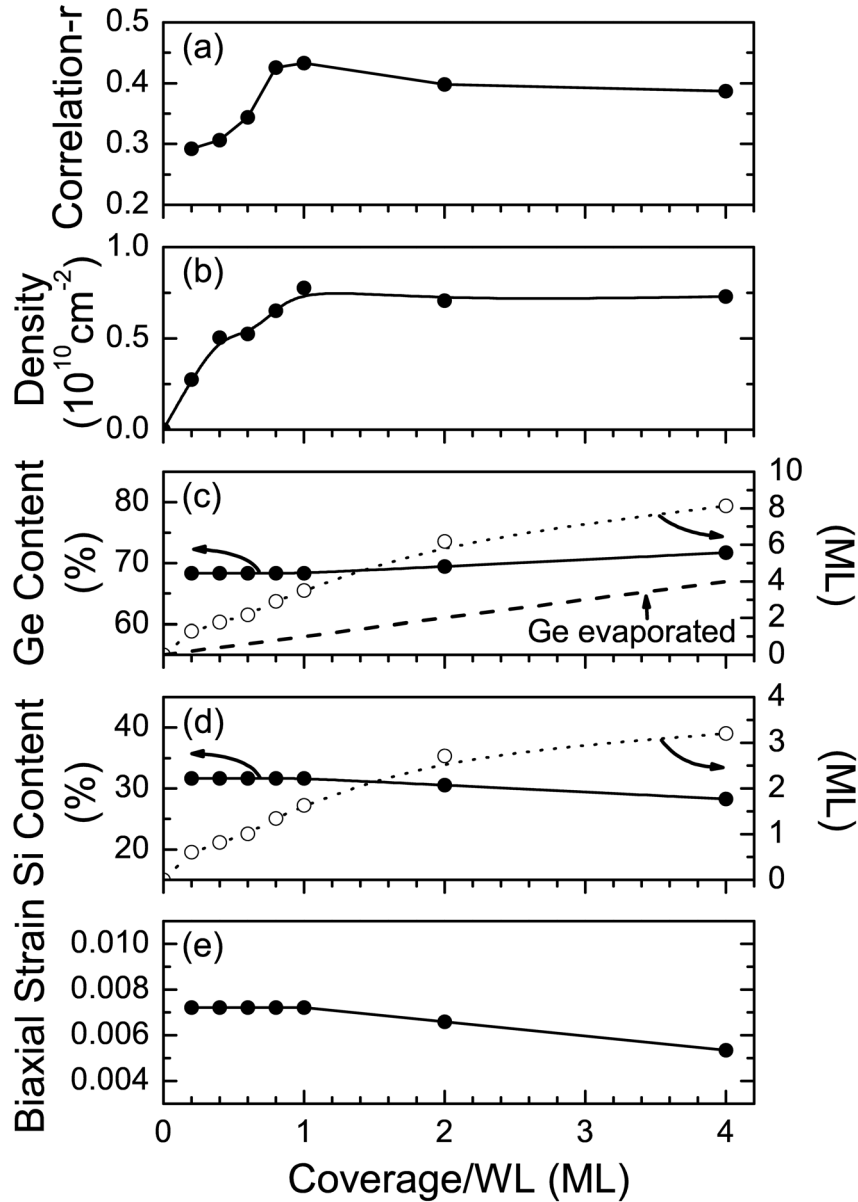 Correlation-r
0.5
0.4
0.3
0.2
(a)
Density
(10^10 cm^-2)
1.0
0.5
0.0
(b)
Ge Content
(%)
80
70
60
(c)
Ge evaporated
10
8
6
4
2
0
(ML)
Si Content
(%)
40
30
20
(d)
4
3
2
1
0
(ML)
Biaxial Strain
0.010
0.008
0.006
0.004
(e)
0 1 2 3 4
Coverage/WL (ML)